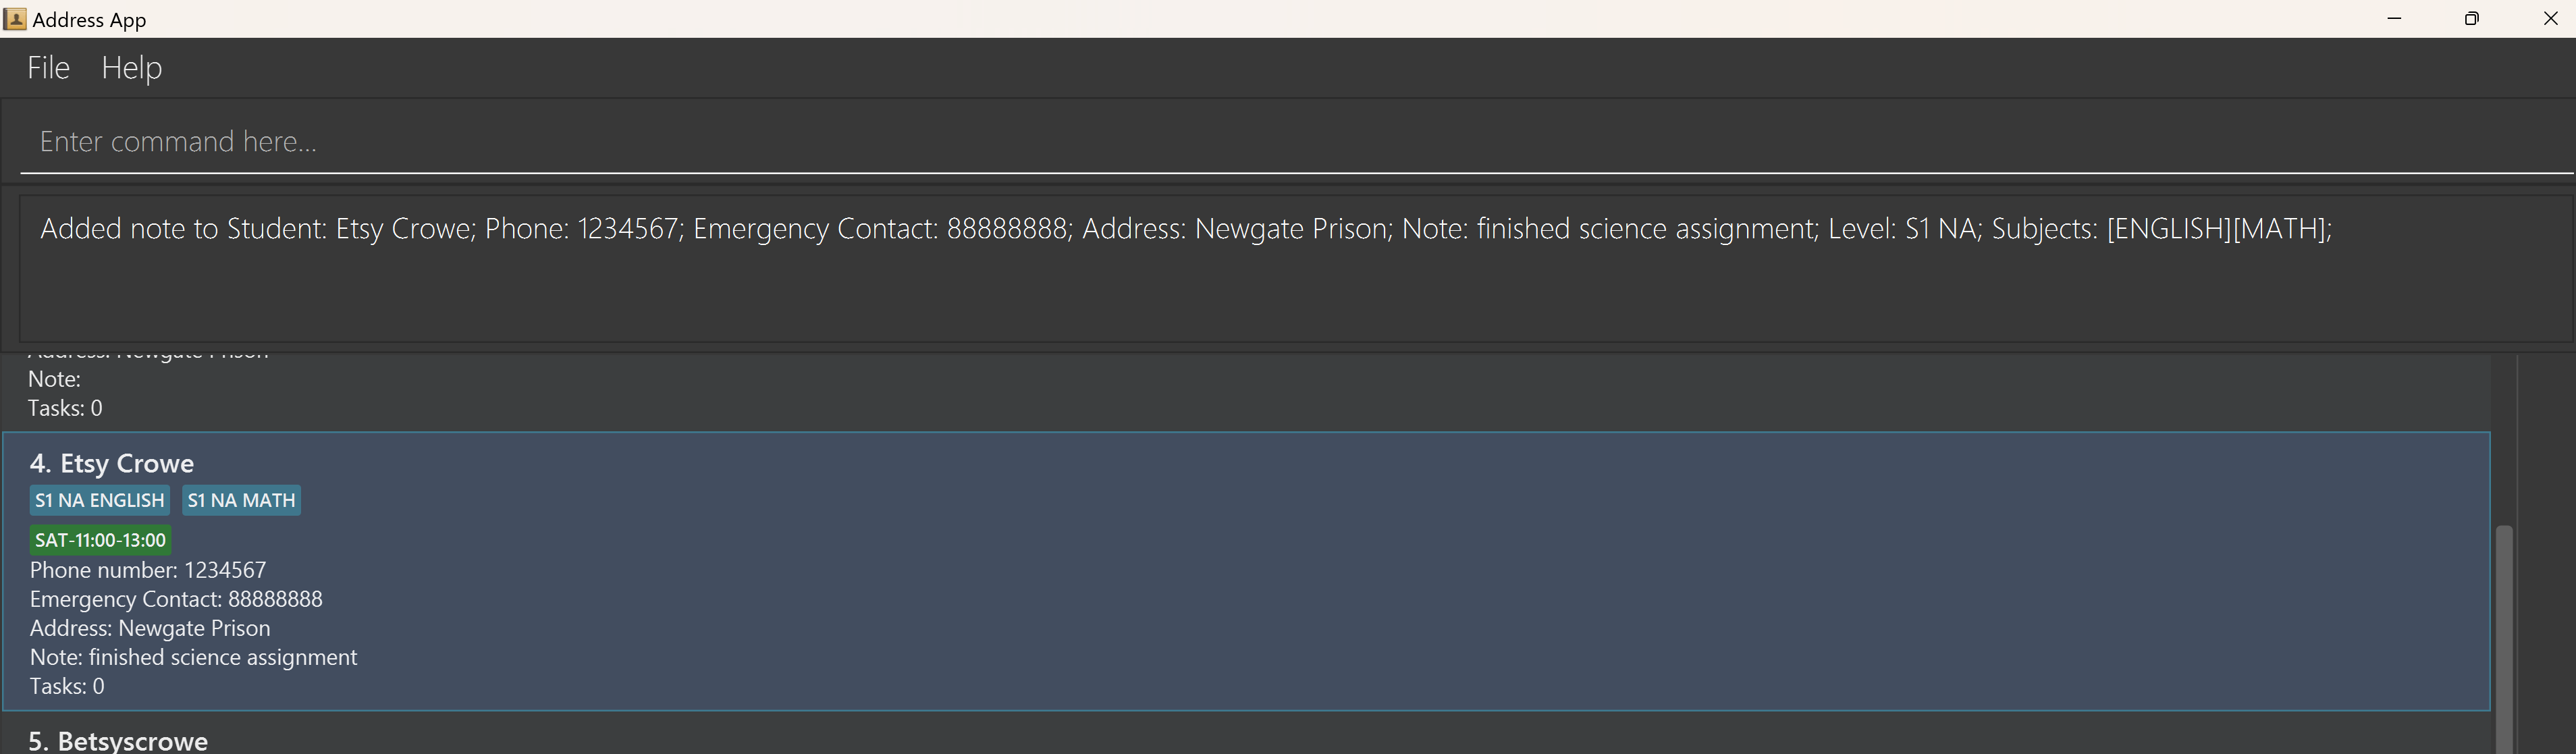 Address App
File Help
Enter command here...
Added note to Student: Etsy Crowe; Phone: 1234567; Emergency Contact: 88888888; Address: Newgate Prison; Note: finished science assignment; Level: S1 NA; Subjects: [ENGLISH][MATH];
Address: Newgate Prison
Note:
Tasks: 0
4. Etsy Crowe
S1 NA ENGLISH S1 NA MATH
SAT-11:00-13:00
Phone number: 1234567
Emergency Contact: 88888888
Address: Newgate Prison
Note: finished science assignment
Tasks: 0
5. Betsyscrowe